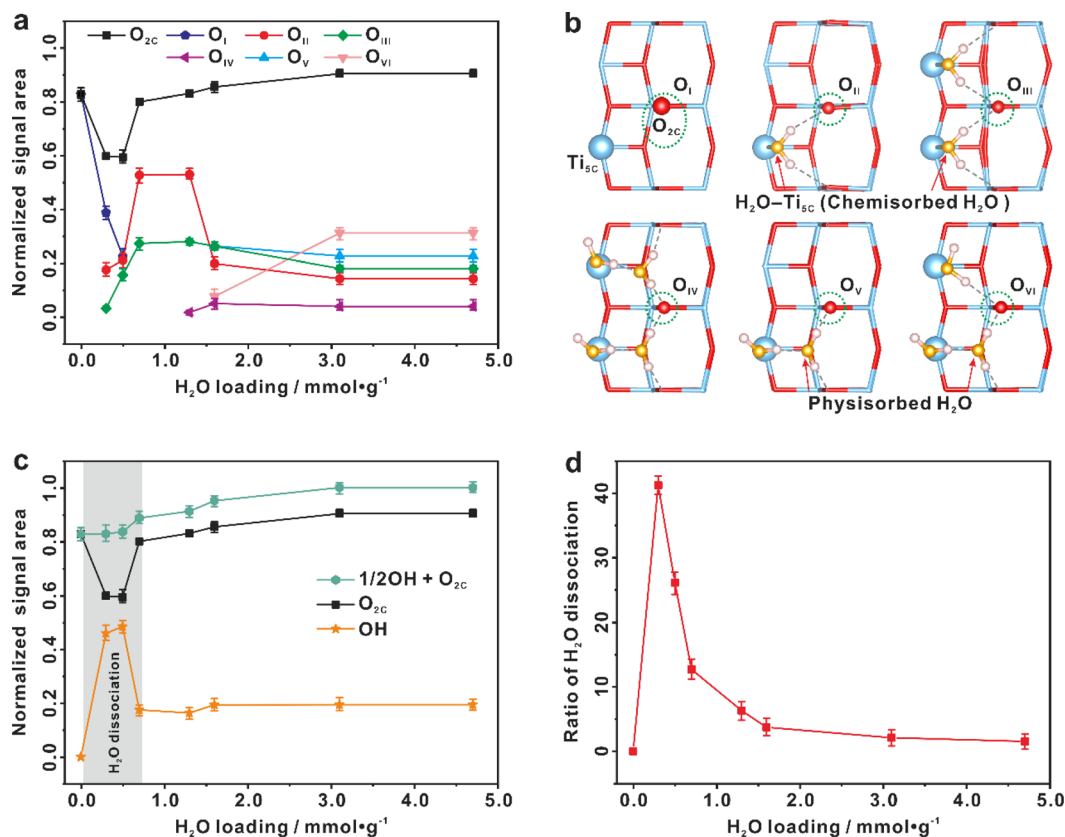 a
O2C OI OII OIII
OIV OV OVI
Normalized signal area
1.0
0.8
0.6
0.4
0.2
0.0
0.0 1.0 2.0 3.0 4.0 5.0
H2O loading / mmol•g-1
b
OI
O2C
Ti5C
OII
OIII
H2O–Ti5C (Chemisorbed H2O )
OIV
OV
OVI
Physisorbed H2O
c
Normalized signal area
1.0
0.8
0.6
0.4
0.2
0.0
H2O dissociation
1/2OH + O2C
O2C
OH
0.0 1.0 2.0 3.0 4.0 5.0
H2O loading / mmol•g-1
d
Ratio of H2O dissociation
40
30
20
10
0
0.0 1.0 2.0 3.0 4.0 5.0
H2O loading / mmol•g-1